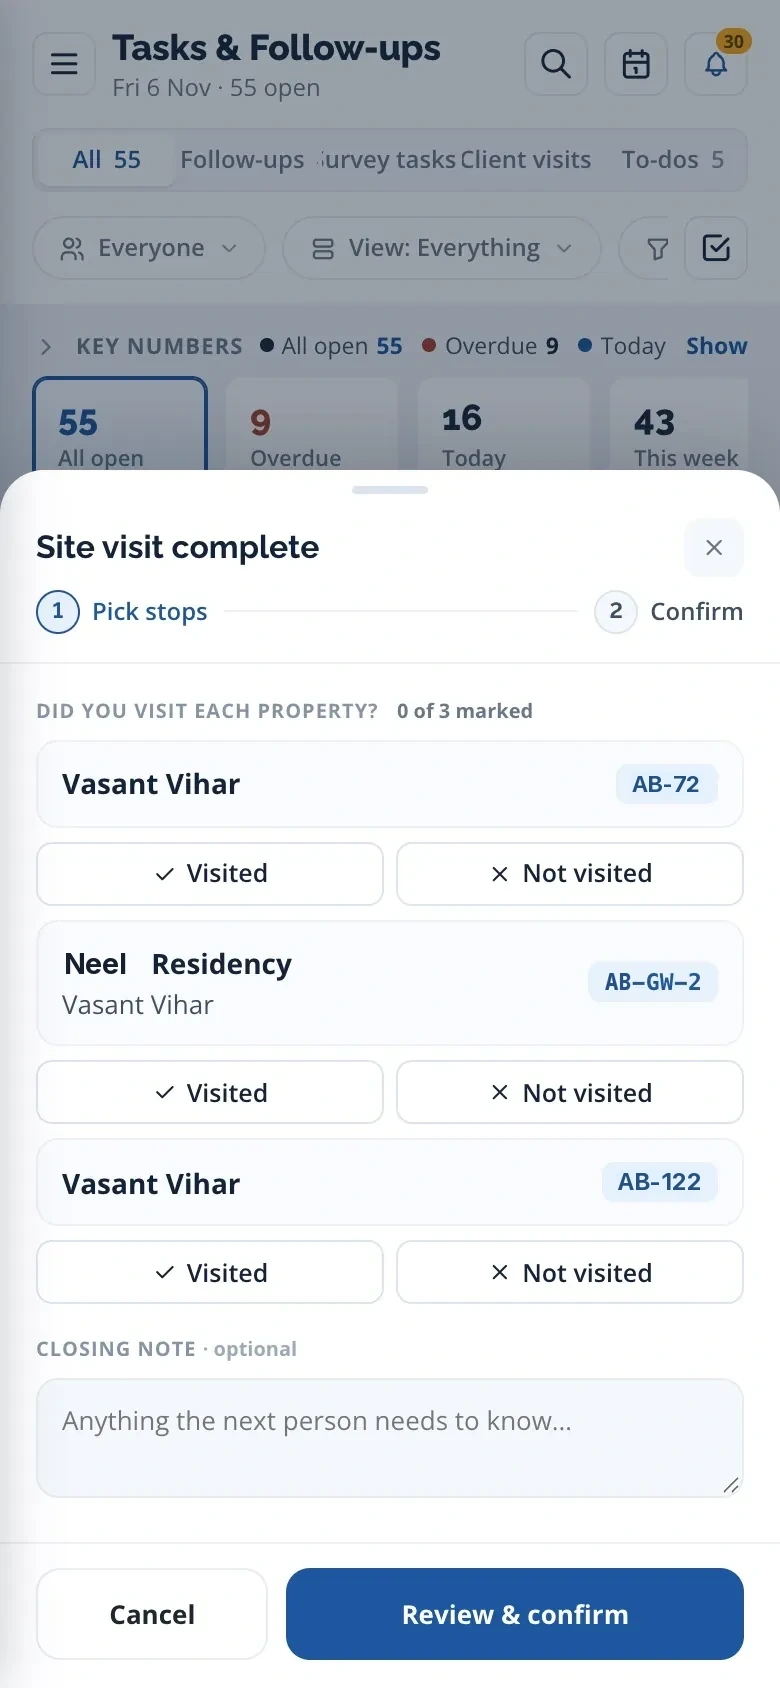 Tasks & Follow-ups
30
Fri 6 Nov · 55 open
All 55 Follow-ups Survey tasks Client visits To-dos 5
Everyone View: Everything
KEY NUMBERS All open 55 Overdue 9 Today Show
55 9 16 43
All open Overdue Today This week
Site visit complete
1 Pick stops 2 Confirm
DID YOU VISIT EACH PROPERTY? 0 of 3 marked
Vasant Vihar AB-72
Visited Not visited
Neel Residency AB-GW-2
Vasant Vihar
Visited Not visited
Vasant Vihar AB-122
Visited Not visited
CLOSING NOTE · optional
Anything the next person needs to know...
Cancel Review & confirm